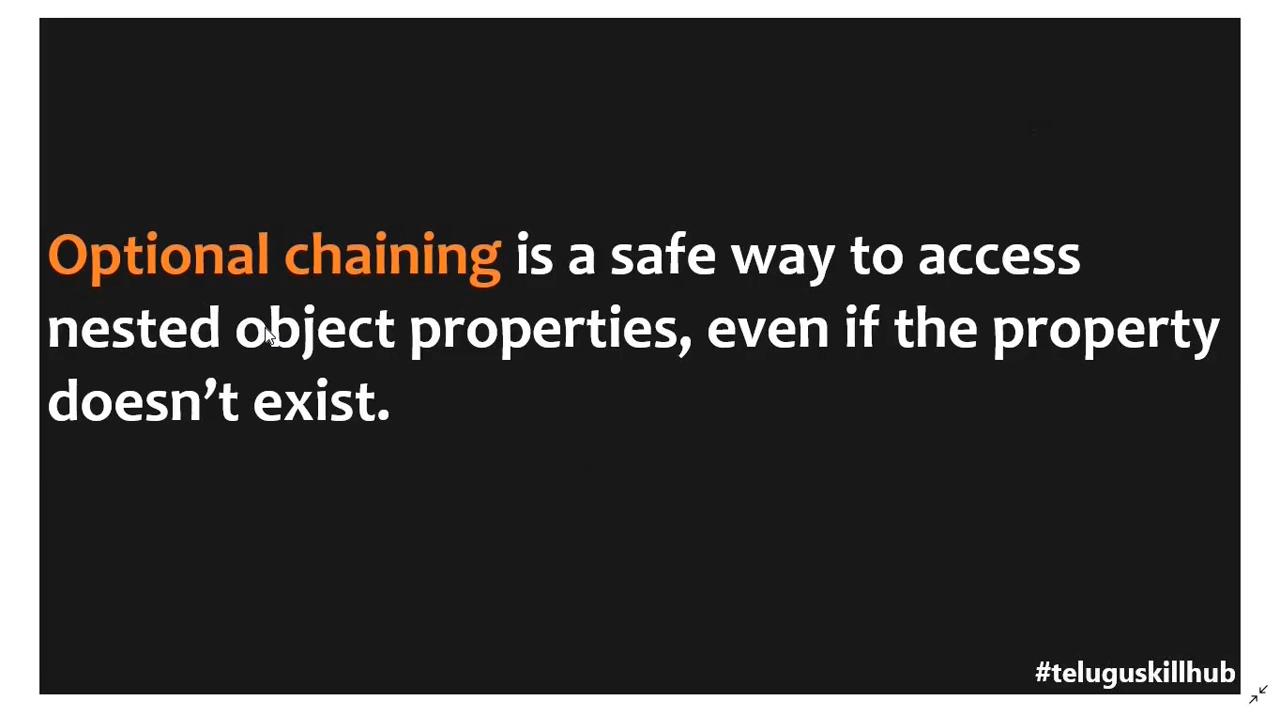 Optional chaining is a safe way to access
nested object properties, even if the property
doesn’t exist.
#teluguskillhub